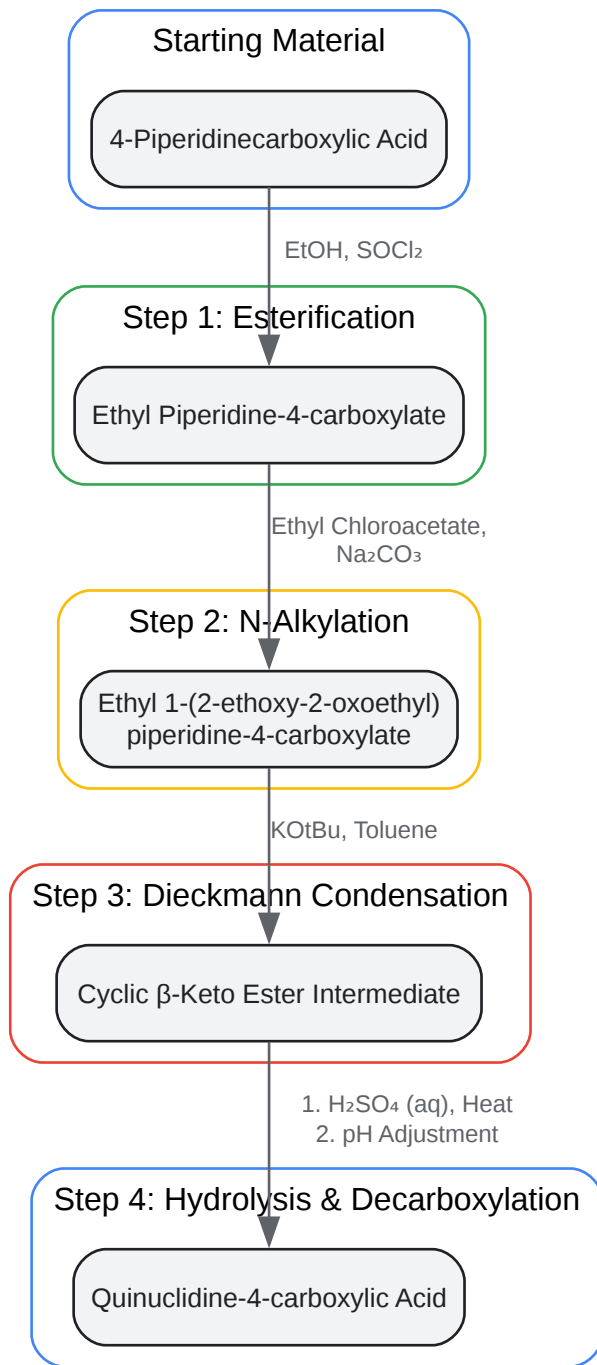 Starting Material
4-Piperidinecarboxylic Acid
EtOH, SOCl₂
Step 1: Esterification
Ethyl Piperidine-4-carboxylate
Ethyl Chloroacetate,
Na₂CO₃
Step 2: N-Alkylation
Ethyl 1-(2-ethoxy-2-oxoethyl)
piperidine-4-carboxylate
KOtBu, Toluene
Step 3: Dieckmann Condensation
Cyclic β-Keto Ester Intermediate
1. H₂SO₄ (aq), Heat
2. pH Adjustment
Step 4: Hydrolysis & Decarboxylation
Quinuclidine-4-carboxylic Acid